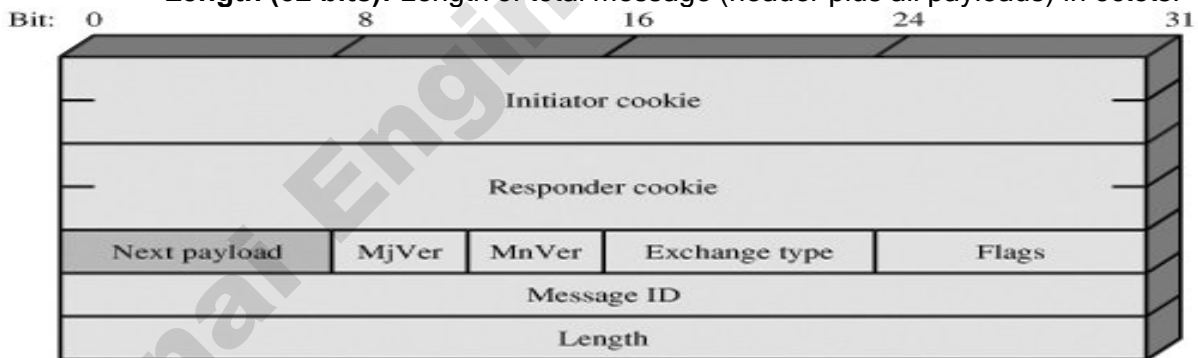 Length (32 bits): Length of total message (header plus all payloads) in octets.
Bit: 0 8 16 24 31
Initiator cookie
Responder cookie
Next payload MjVer MnVer Exchange type Flags
Message ID
Length